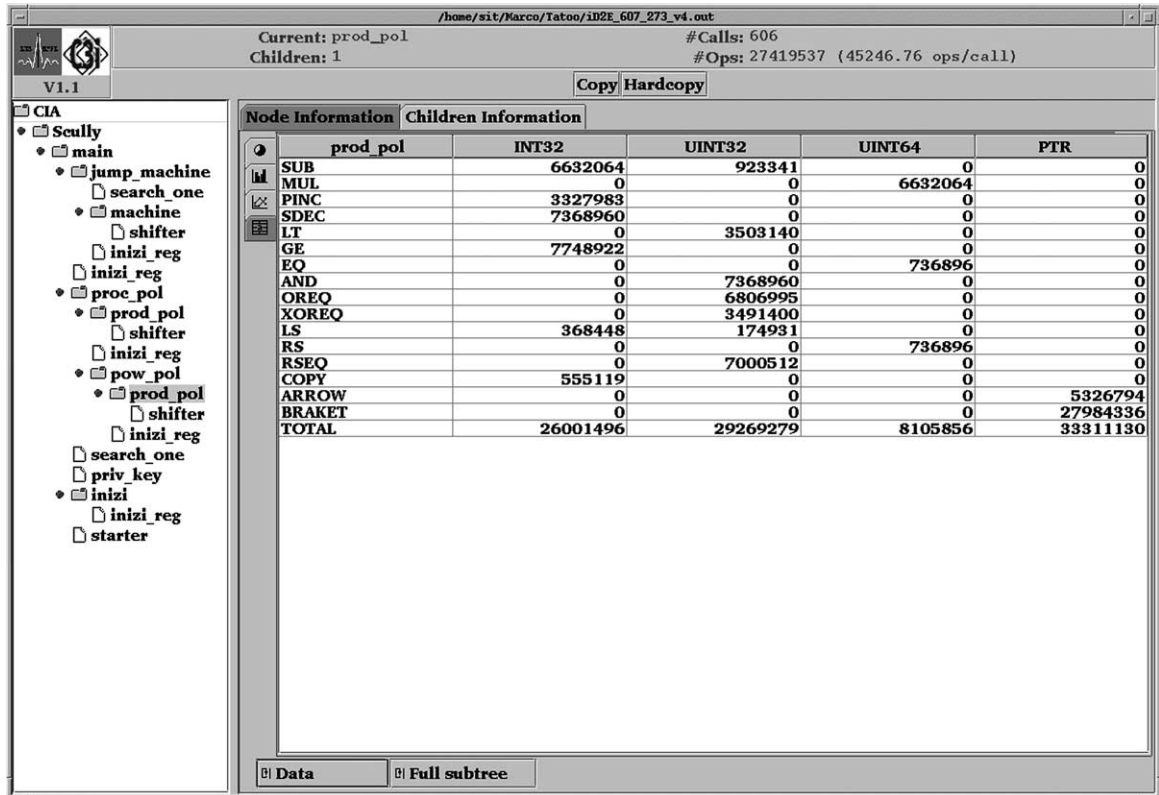 /home/sit/Marco/Tatoo/iD2E_607_273_v4.out
Current: prod_pol #Calls: 606
Children: 1 #Ops: 27419537 (45246.76 ops/call)
V1.1
Copy Hardcopy
CIA
Scully
main
jump_machine
search_one
machine
shifter
inizi_reg
inizi_reg
proc_pol
prod_pol
shifter
inizi_reg
pow_pol
prod_pol
shifter
inizi_reg
search_one
priv_key
inizi
inizi_reg
starter
Node Information Children Information
prod_pol INT32 UINT32 UINT64 PTR
SUB 6632064 923341 0 0
MUL 0 0 6632064 0
PINC 3327983 0 0 0
SDEC 7368960 0 0 0
LT 0 3503140 0 0
GE 7748922 0 0 0
EQ 0 0 736896 0
AND 0 7368960 0 0
OREQ 0 6806995 0 0
XOREQ 0 3491400 0 0
LS 368448 174931 0 0
RS 0 0 736896 0
RSEQ 0 7000512 0 0
COPY 555119 0 0 0
ARROW 0 0 0 5326794
BRAKET 0 0 0 27984336
TOTAL 26001496 29269279 8105856 33311130
Data Full subtree